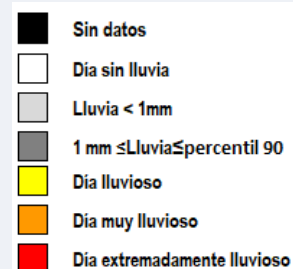 Sin datos
Día sin lluvia
Lluvia < 1mm
1 mm ≤Lluvia≤percentil 90
Día lluvioso
Día muy lluvioso
Día extremadamente lluvioso